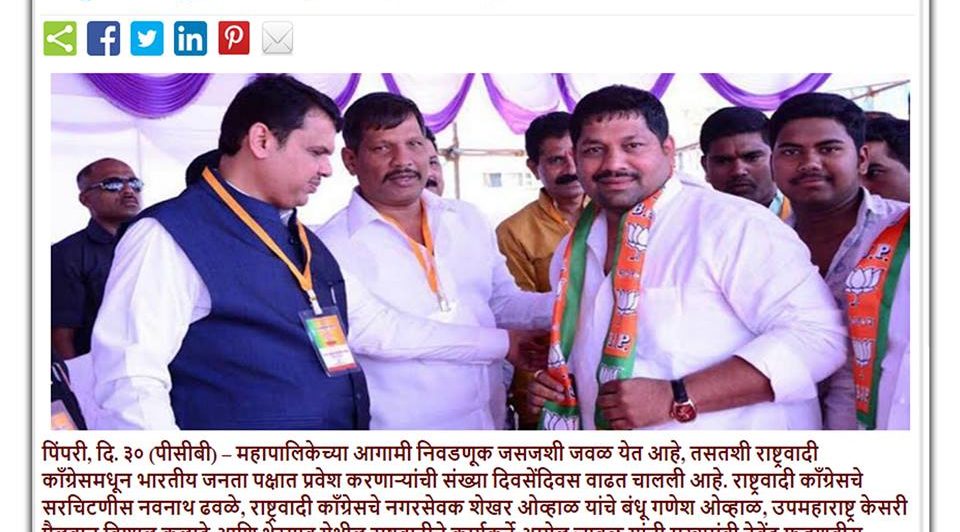 B.J.P.
B.J.P.
पिंपरी, दि. ३० (पीसीबी) – महापालिकेच्या आगामी निवडणूक जसजशी जवळ येत आहे, तसतशी राष्ट्रवादी
काँग्रेसमधून भारतीय जनता पक्षात प्रवेश करणाऱ्यांची संख्या दिवसेंदिवस वाढत चालली आहे. राष्ट्रवादी काँग्रेसचे
सरचिटणीस नवनाथ ढवळे, राष्ट्रवादी काँग्रेसचे नगरसेवक शेखर ओव्हाळ यांचे बंधू गणेश ओव्हाळ, उपमहाराष्ट्र केसरी